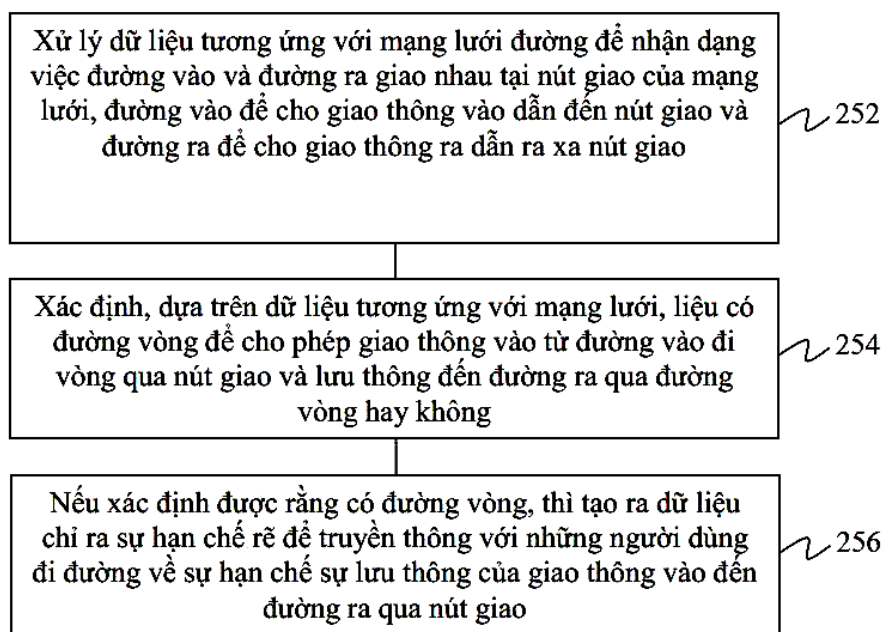 Xử lý dữ liệu tương ứng với mạng lưới đường để nhận dạng
việc đường vào và đường ra giao nhau tại nút giao của mạng
lưới, đường vào để cho giao thông vào dẫn đến nút giao và
đường ra để cho giao thông ra dẫn ra xa nút giao
252
Xác định, dựa trên dữ liệu tương ứng với mạng lưới, liệu có
đường vòng để cho phép giao thông vào từ đường vào đi
vòng qua nút giao và lưu thông đến đường ra qua đường
vòng hay không
254
Nếu xác định được rằng có đường vòng, thì tạo ra dữ liệu
chỉ ra sự hạn chế rẽ để truyền thông với những người dùng
đi đường về sự hạn chế sự lưu thông của giao thông vào đến
đường ra qua nút giao
256